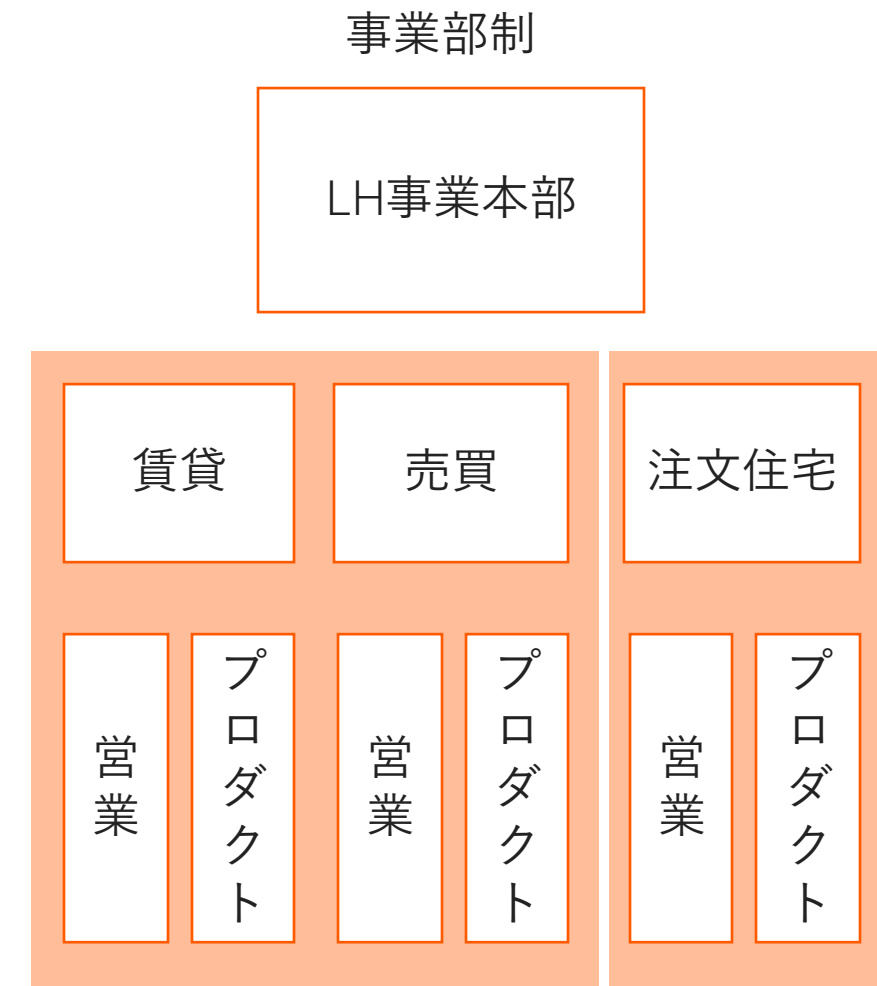 事業部制
LH事業本部
賃貸
売買
注文住宅
営業
プロダクト
営業
プロダクト
営業
プロダクト